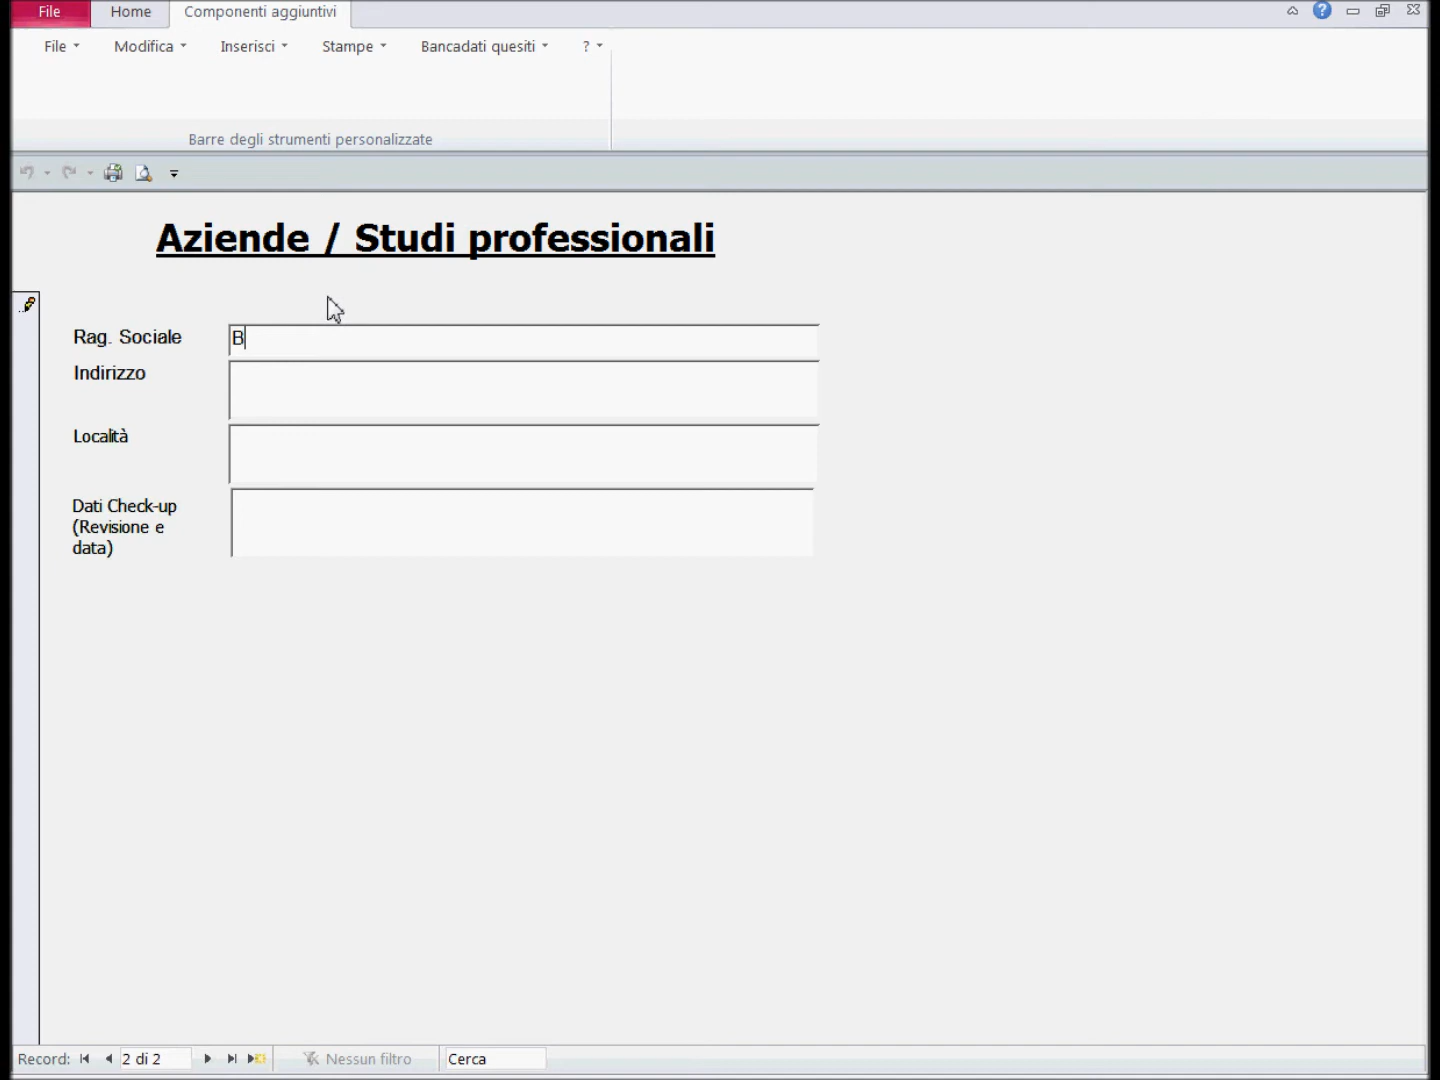 File Home Componenti aggiuntivi
File Modifica Inserisci Stampe Bancadati quesiti ?
Barre degli strumenti personalizzate
Aziende / Studi professionali
Rag. Sociale B
Indirizzo
Località
Dati Check-up
(Revisione e
data)
Record: 2 di 2 Nessun filtro Cerca